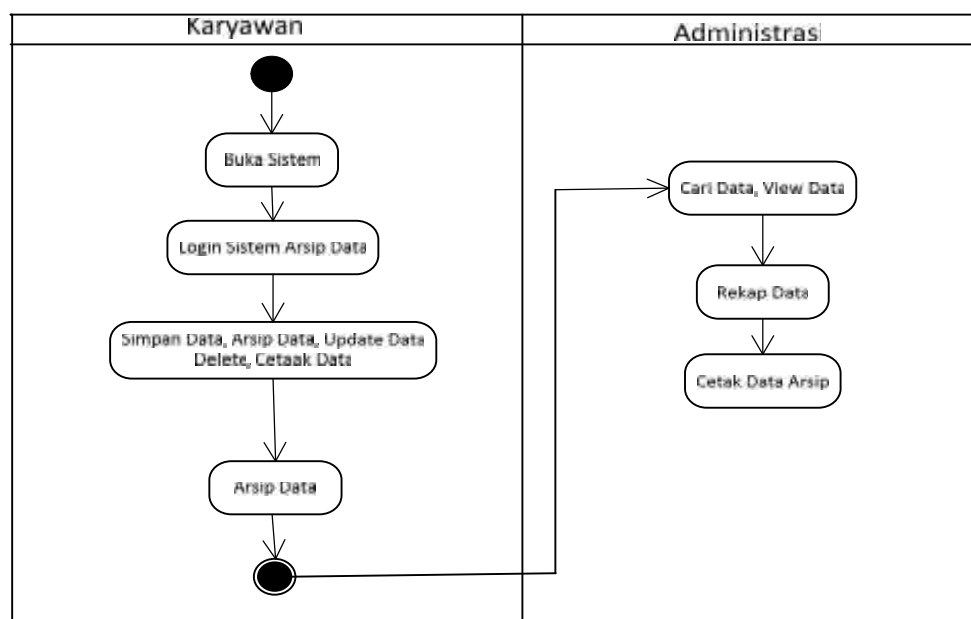 Karyawan
Administrasi
Buka Sistem
Login Sistem Arsip Data
Simpan Data, Arsip Data, Update Data
Delete, Cetaak Data
Arsip Data
Cari Data, View Data
Rekap Data
Cetak Data Arsip